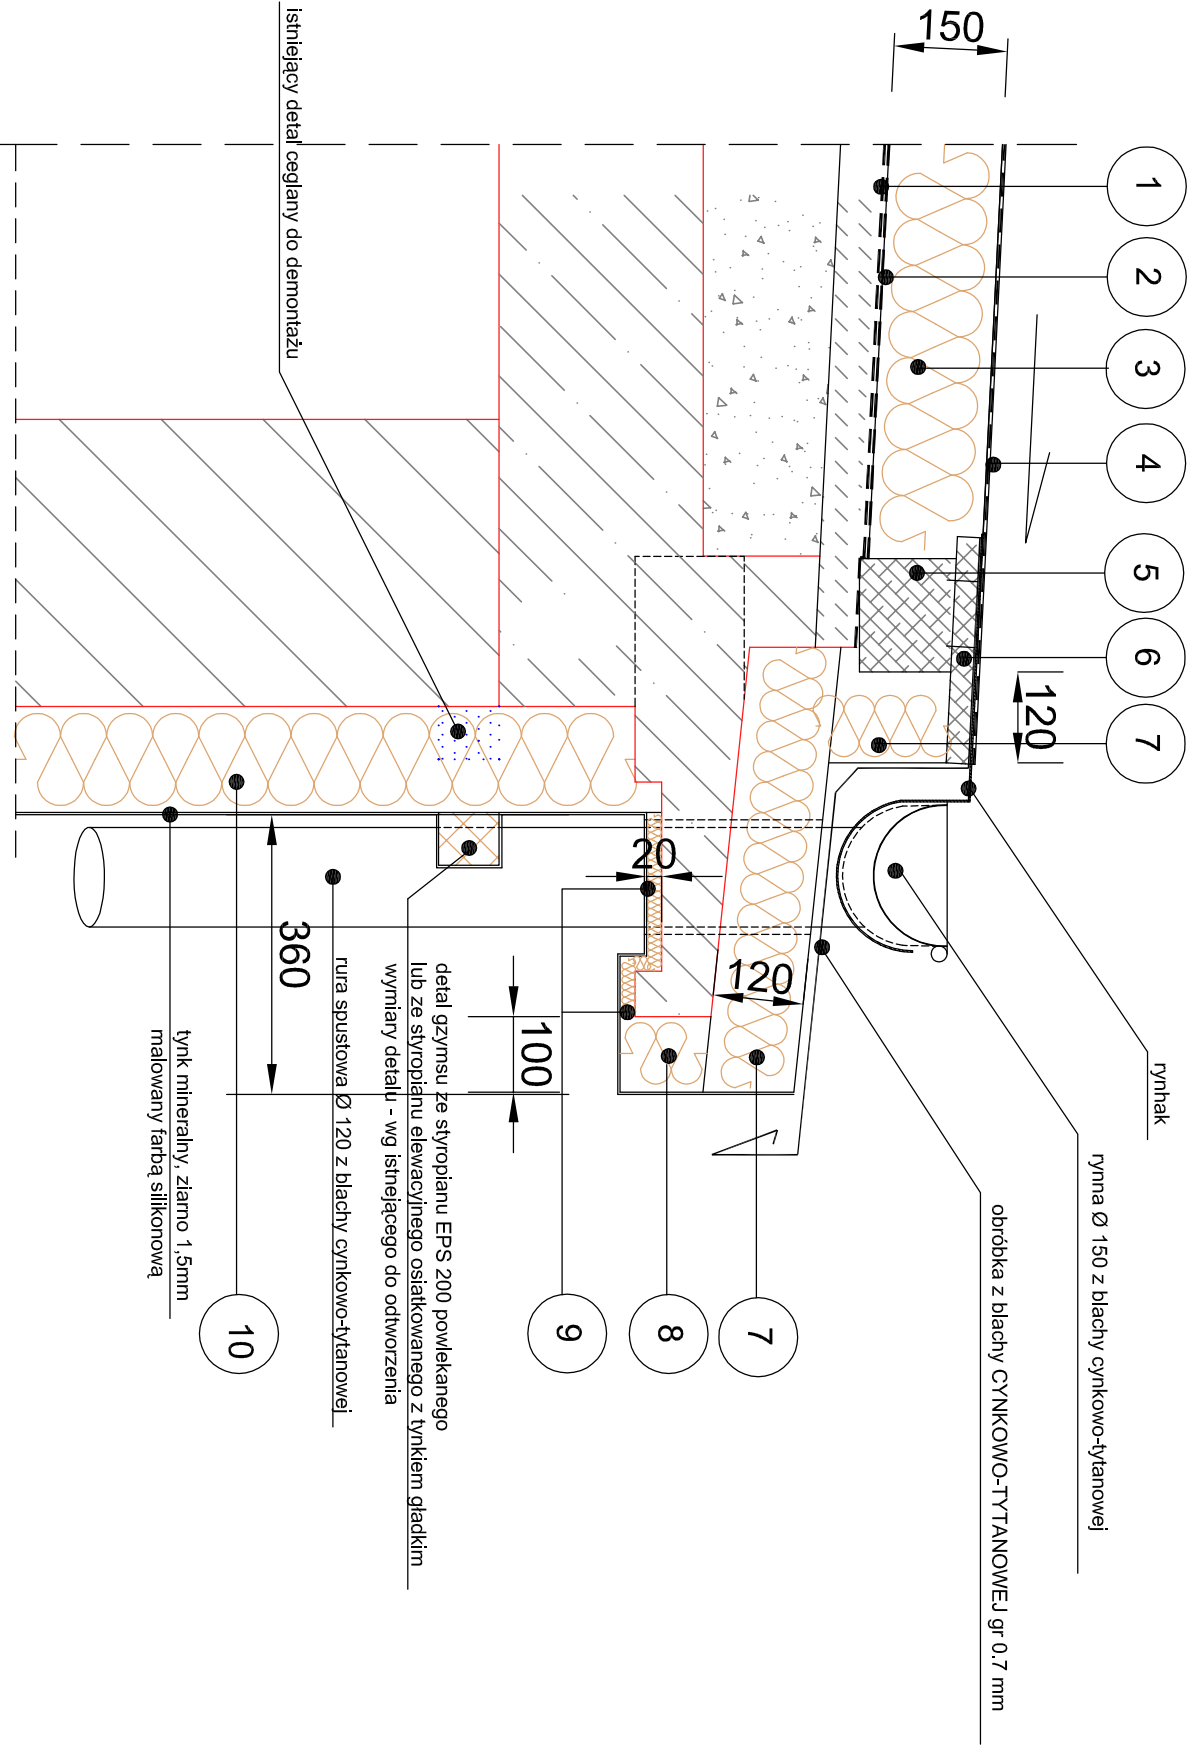 150
1
2
3
4
5
6
7
120
rynhak
rynna Ø 150 z blachy cynkowo-tytanowej
obróbka z blachy CYNKOWO-TYTANOWEJ gr 0.7 mm
120
20
100
360
7
8
9
10
istniejący detal ceglany do demontażu
detal gzymsu ze styropianu EPS 200 powlekanego
lub ze styropianu elewacyjnego osiatkowanego z tynkiem gładkim
wymiary detalu - wg istnejącego do odtworzenia
rura spustowa Ø 120 z blachy cynkowo-tytanowej
tynk mineralny, ziarno 1,5mm
malowany farbą silikonową